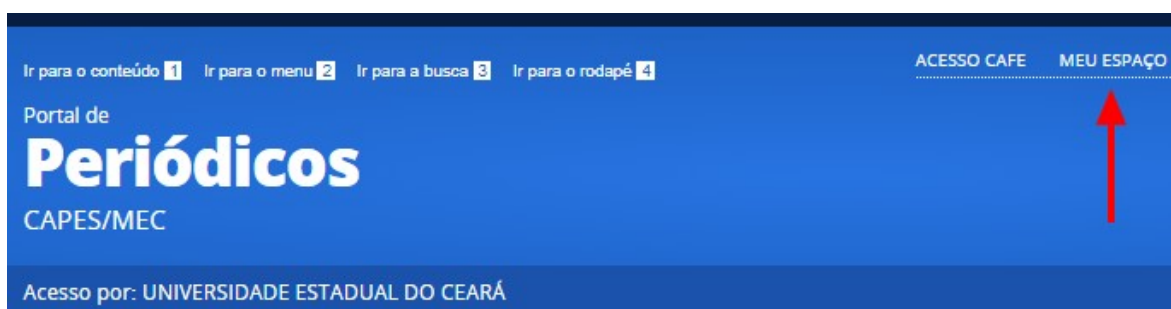 Ir para o conteúdo 1 Ir para o menu 2 Ir para a busca 3 Ir para o rodapé 4
ACESSO CAFE MEU ESPAÇO
Portal de
Periódicos
CAPES/MEC
Acesso por: UNIVERSIDADE ESTADUAL DO CEARÁ